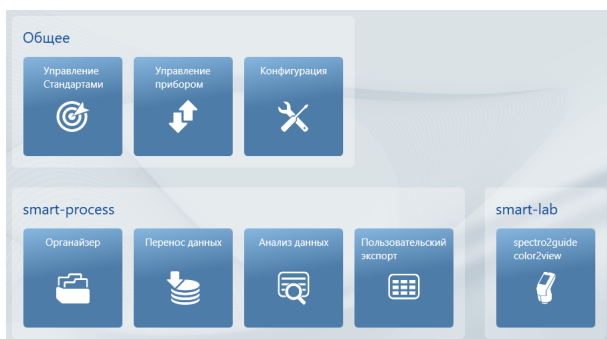 Общее
Управление
Стандартами
Управление
прибором
Конфигурация
smart-process
Органайзер
Перенос данных
Анализ данных
Пользовательский
экспорт
smart-lab
spectro2guide
color2view